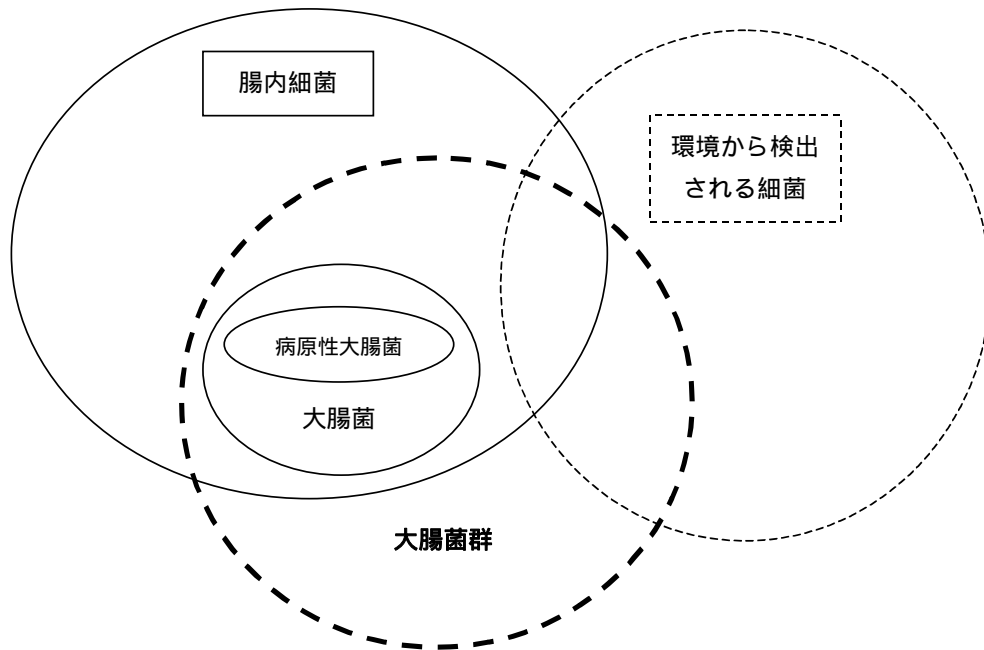 腸内細菌
環境から検出
される細菌
病原性大腸菌
大腸菌
大腸菌群